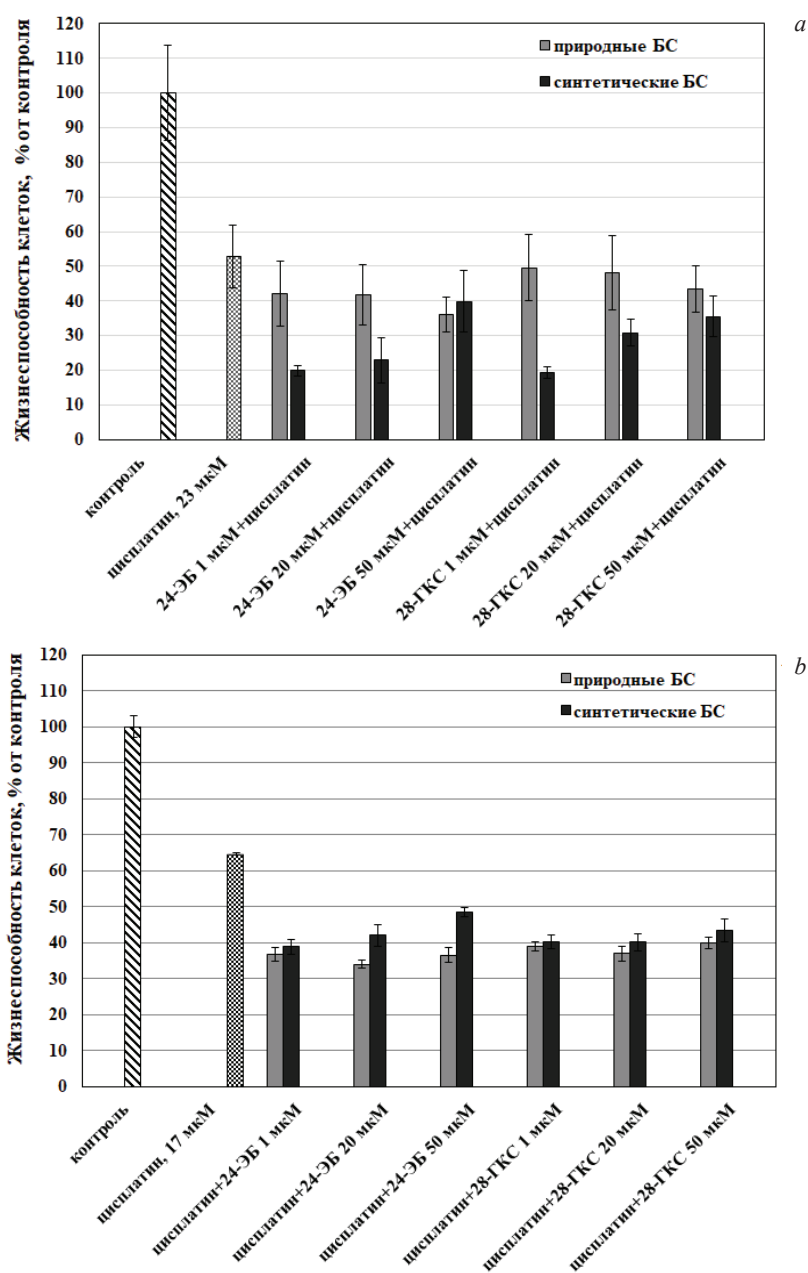 a
Жизнеспособность клеток, % от контроля
120
110
100
90
80
70
60
50
40
30
20
10
0
природные БС
синтетические БС
контроль
цисплатин, 23 мкМ
24-ЭБ 1 мкМ+цисплатин
24-ЭБ 20 мкМ+цисплатин
24-ЭБ 50 мкМ+цисплатин
28-ГКС 1 мкМ+цисплатин
28-ГКС 20 мкМ+цисплатин
28-ГКС 50 мкМ+цисплатин
b
Жизнеспособность клеток, % от контроля
120
110
100
90
80
70
60
50
40
30
20
10
0
природные БС
синтетические БС
контроль
цисплатин, 17 мкМ
цисплатин+24-ЭБ 1 мкМ
цисплатин+24-ЭБ 20 мкМ
цисплатин+24-ЭБ 50 мкМ
цисплатин+28-ГКС 1 мкМ
цисплатин+28-ГКС 20 мкМ
цисплатин+28-ГКС 50 мкМ